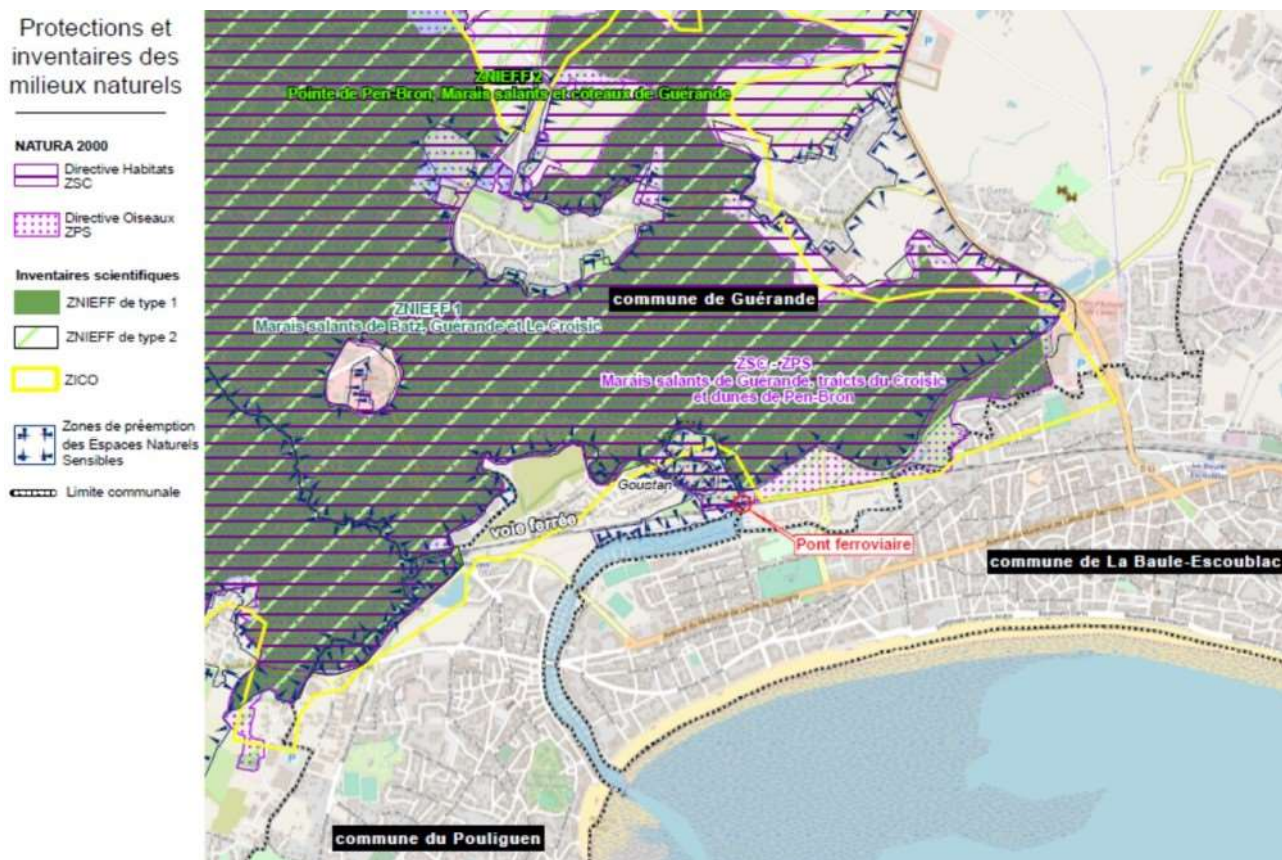 Protections et
inventaires des
milieux naturels
NATURA 2000
Directive Habitats
ZSC
Directive Oiseaux
ZPS
Inventaires scientifiques
ZNIEFF de type 1
ZNIEFF de type 2
ZICO
Zones de préemption
des Espaces Naturels
Sensibles
Limite communale
ZNIEFF 2
Pointe de Pen-Bron, Marais salants et coteaux de Guérande
commune de Guérande
ZNIEFF 1
Marais salants de Batz, Guérande et Le Croisic
ZSC - ZPS
Marais salants de Guérande, traicts du Croisic
et dunes de Pen-Bron
Goustan
voie ferrée
Pont ferroviaire
commune de La Baule-Escoublac
commune du Pouliguen